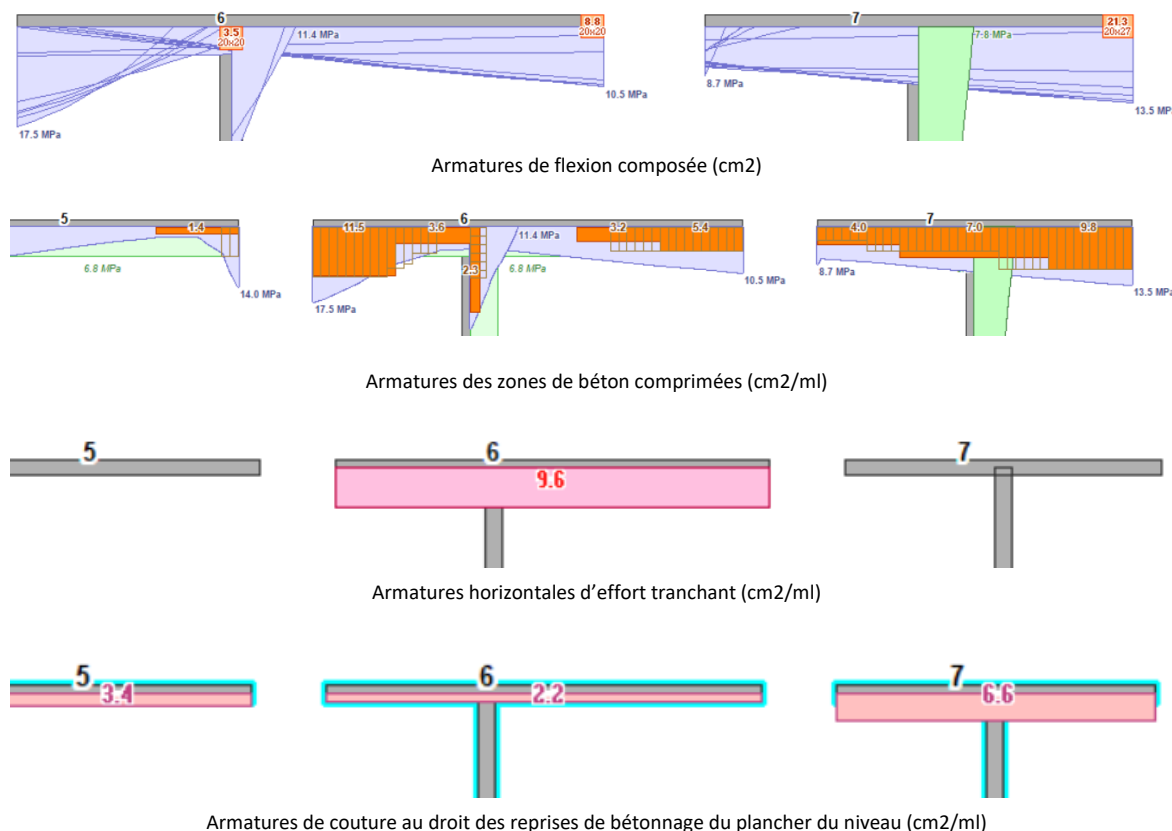 6
3.5
20x20
11.4 MPa
8.8
20x20
17.5 MPa
10.5 MPa
7
7.8 MPa
21.3
20x27
8.7 MPa
13.5 MPa
Armatures de flexion composée (cm2)
5
1.4
6.8 MPa
14.0 MPa
6
11.5
3.6
2.3
11.4 MPa
3.2
5.4
6.8 MPa
17.5 MPa
10.5 MPa
7
4.0
7.0
9.8
8.7 MPa
13.5 MPa
Armatures des zones de béton comprimées (cm2/ml)
5
6
9.6
7
Armatures horizontales d’effort tranchant (cm2/ml)
5
3.4
6
2.2
7
6.6
Armatures de couture au droit des reprises de bétonnage du plancher du niveau (cm2/ml)